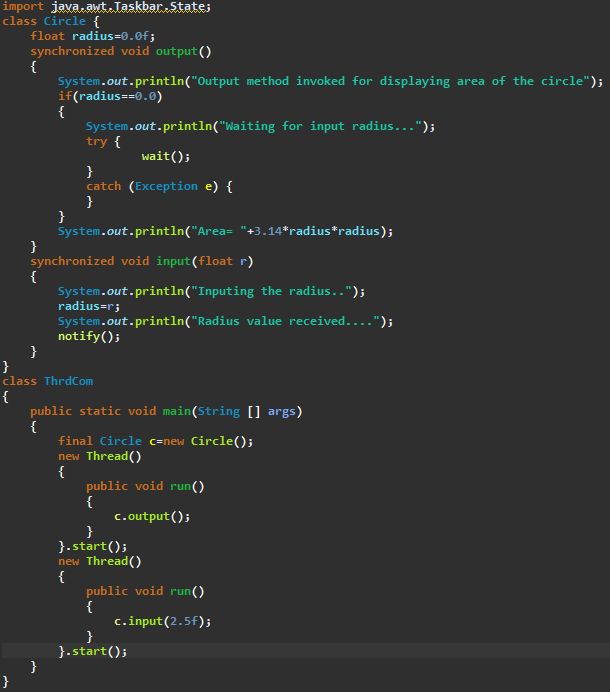 import java.awt.Taskbar.State;
class Circle {
    float radius=0.0f;
    synchronized void output()
    {
        System.out.println("Output method invoked for displaying area of the circle");
        if(radius==0.0)
        {
            System.out.println("Waiting for input radius...");
            try {
                    wait();
            }
            catch (Exception e) {
            }
        }
        System.out.println("Area= "+3.14*radius*radius);
    }
    synchronized void input(float r)
    {
        System.out.println("Inputing the radius..");
        radius=r;
        System.out.println("Radius value received....");
        notify();
    }
}
class ThrdCom
{
    public static void main(String [] args)
    {
        final Circle c=new Circle();
        new Thread()
        {
            public void run()
            {
                c.output();
            }
        }.start();
        new Thread()
        {
            public void run()
            {
                c.input(2.5f);
            }
        }.start();
    }
}